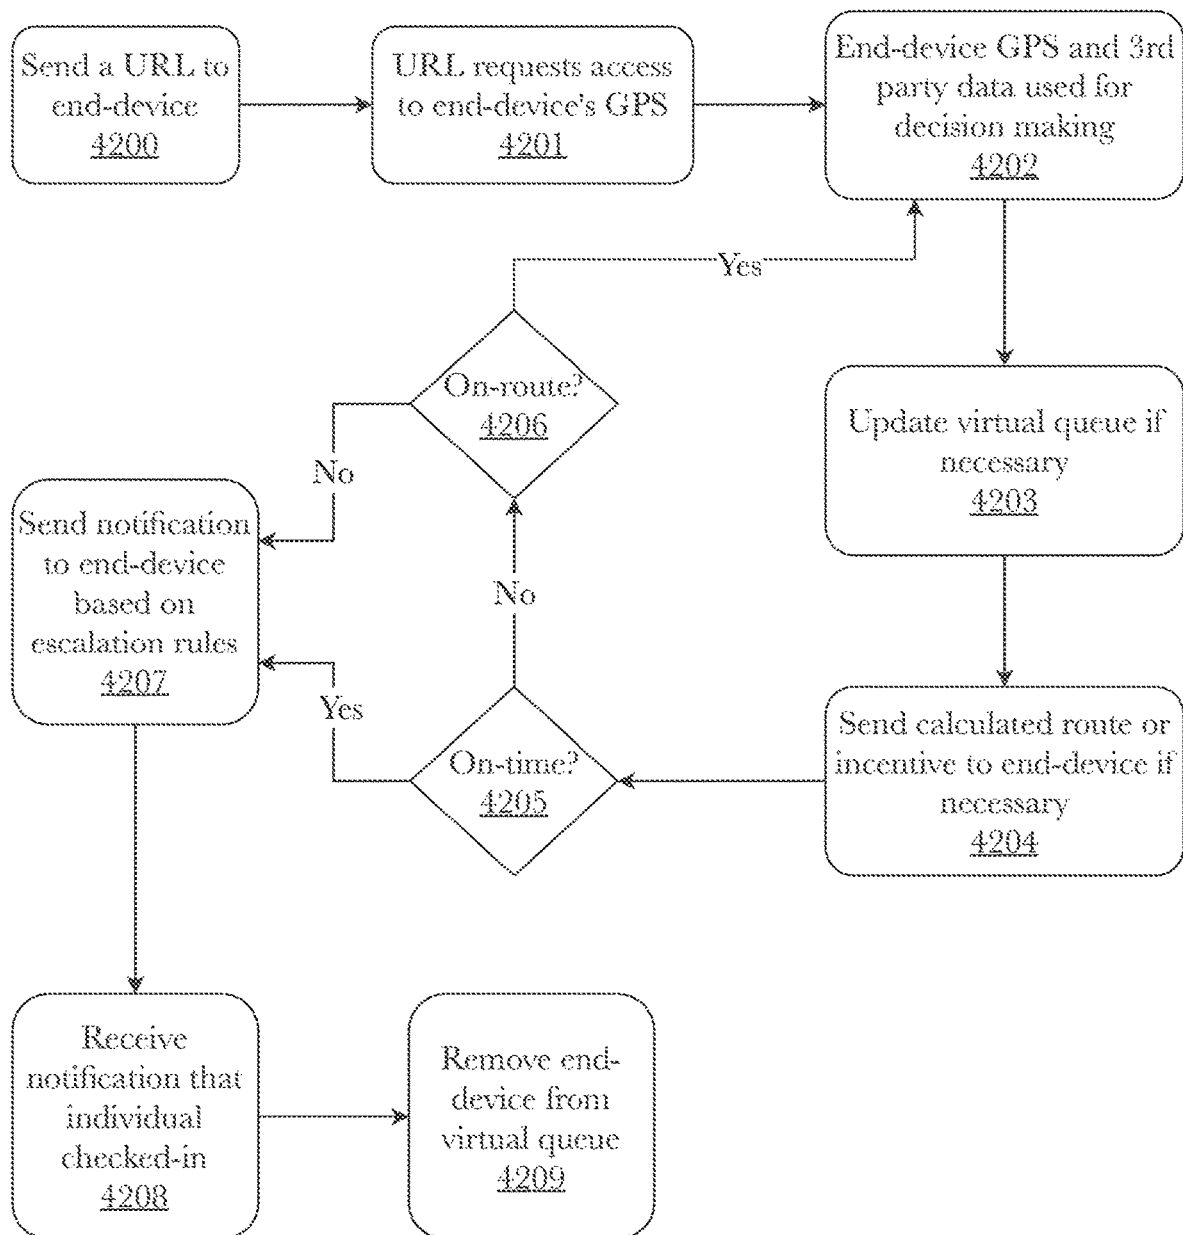 Send a URL to
end-device
4200
URL requests access
to end-device's GPS
4201
End-device GPS and 3rd
party data used for
decision making
4202
Yes
On-route?
4206
No
Update virtual queue if
necessary
4203
Send notification
to end-device
based on
escalation rules
4207
No
Yes
On-time?
4205
Send calculated route or
incentive to end-device if
necessary
4204
Receive
notification that
individual
checked-in
4208
Remove end-
device from
virtual queue
4209